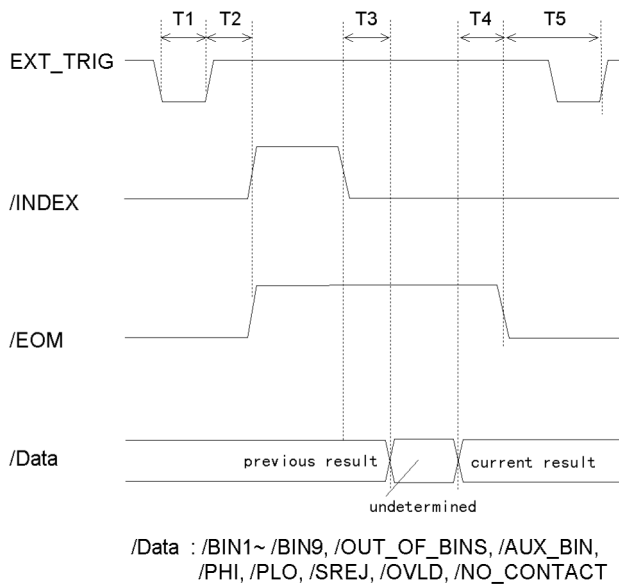 T1 T2 T3 T4 T5
EXT_TRIG
/INDEX
/EOM
/Data
previous result
current result
undetermined
/Data : /BIN1~ /BIN9, /OUT_OF_BINS, /AUX_BIN,
/PHI, /PLO, /SREJ, /OVLD, /NO_CONTACT